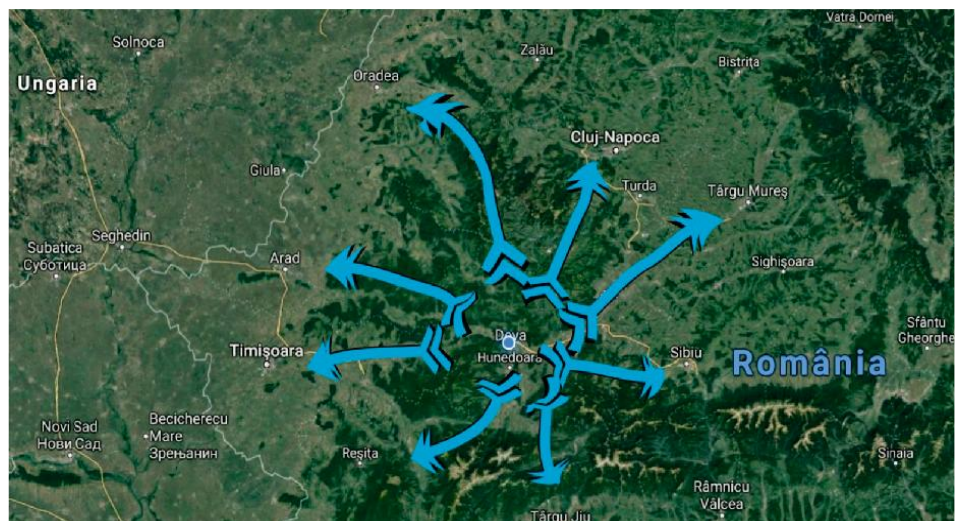 Vatra Dornei
Solnoca
Zalău
Bistrița
Oradea
Ungaria
Cluj-Napoca
Giula
Turda
Târgu Mureș
Seghedin
Subatica
Суботица
Arad
Sighișoara
Deva
Hunedoara
Timișoara
Sibiu
România
Sfântu
Gheorghe
Becicherecu
Mare
Зрењанин
Novi Sad
Нови Сад
Reșița
Sinaia
Râmnicu
Vâlcea
Târgu Jiu